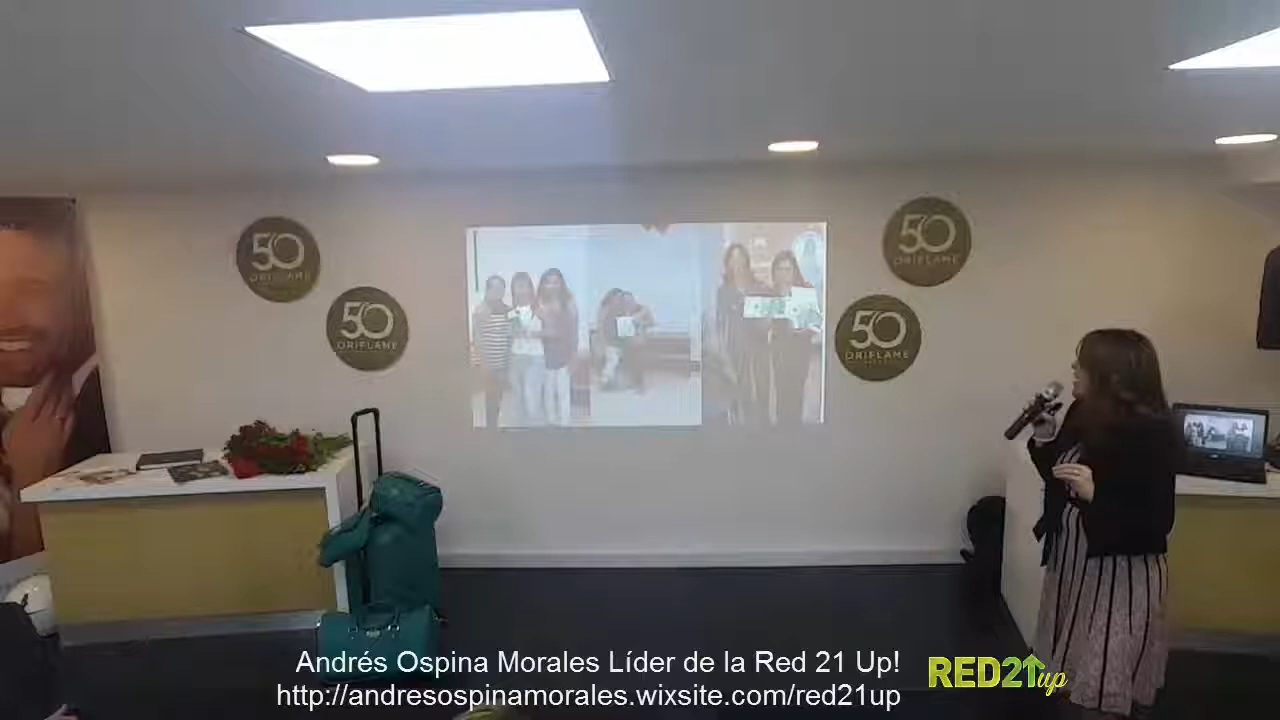 50
ORIFLAME
50
ORIFLAME
50
ORIFLAME
50
ORIFLAME
Andrés Ospina Morales Líder de la Red 21 Up!
http://andresospinamorales.wixsite.com/red21up
RED21up